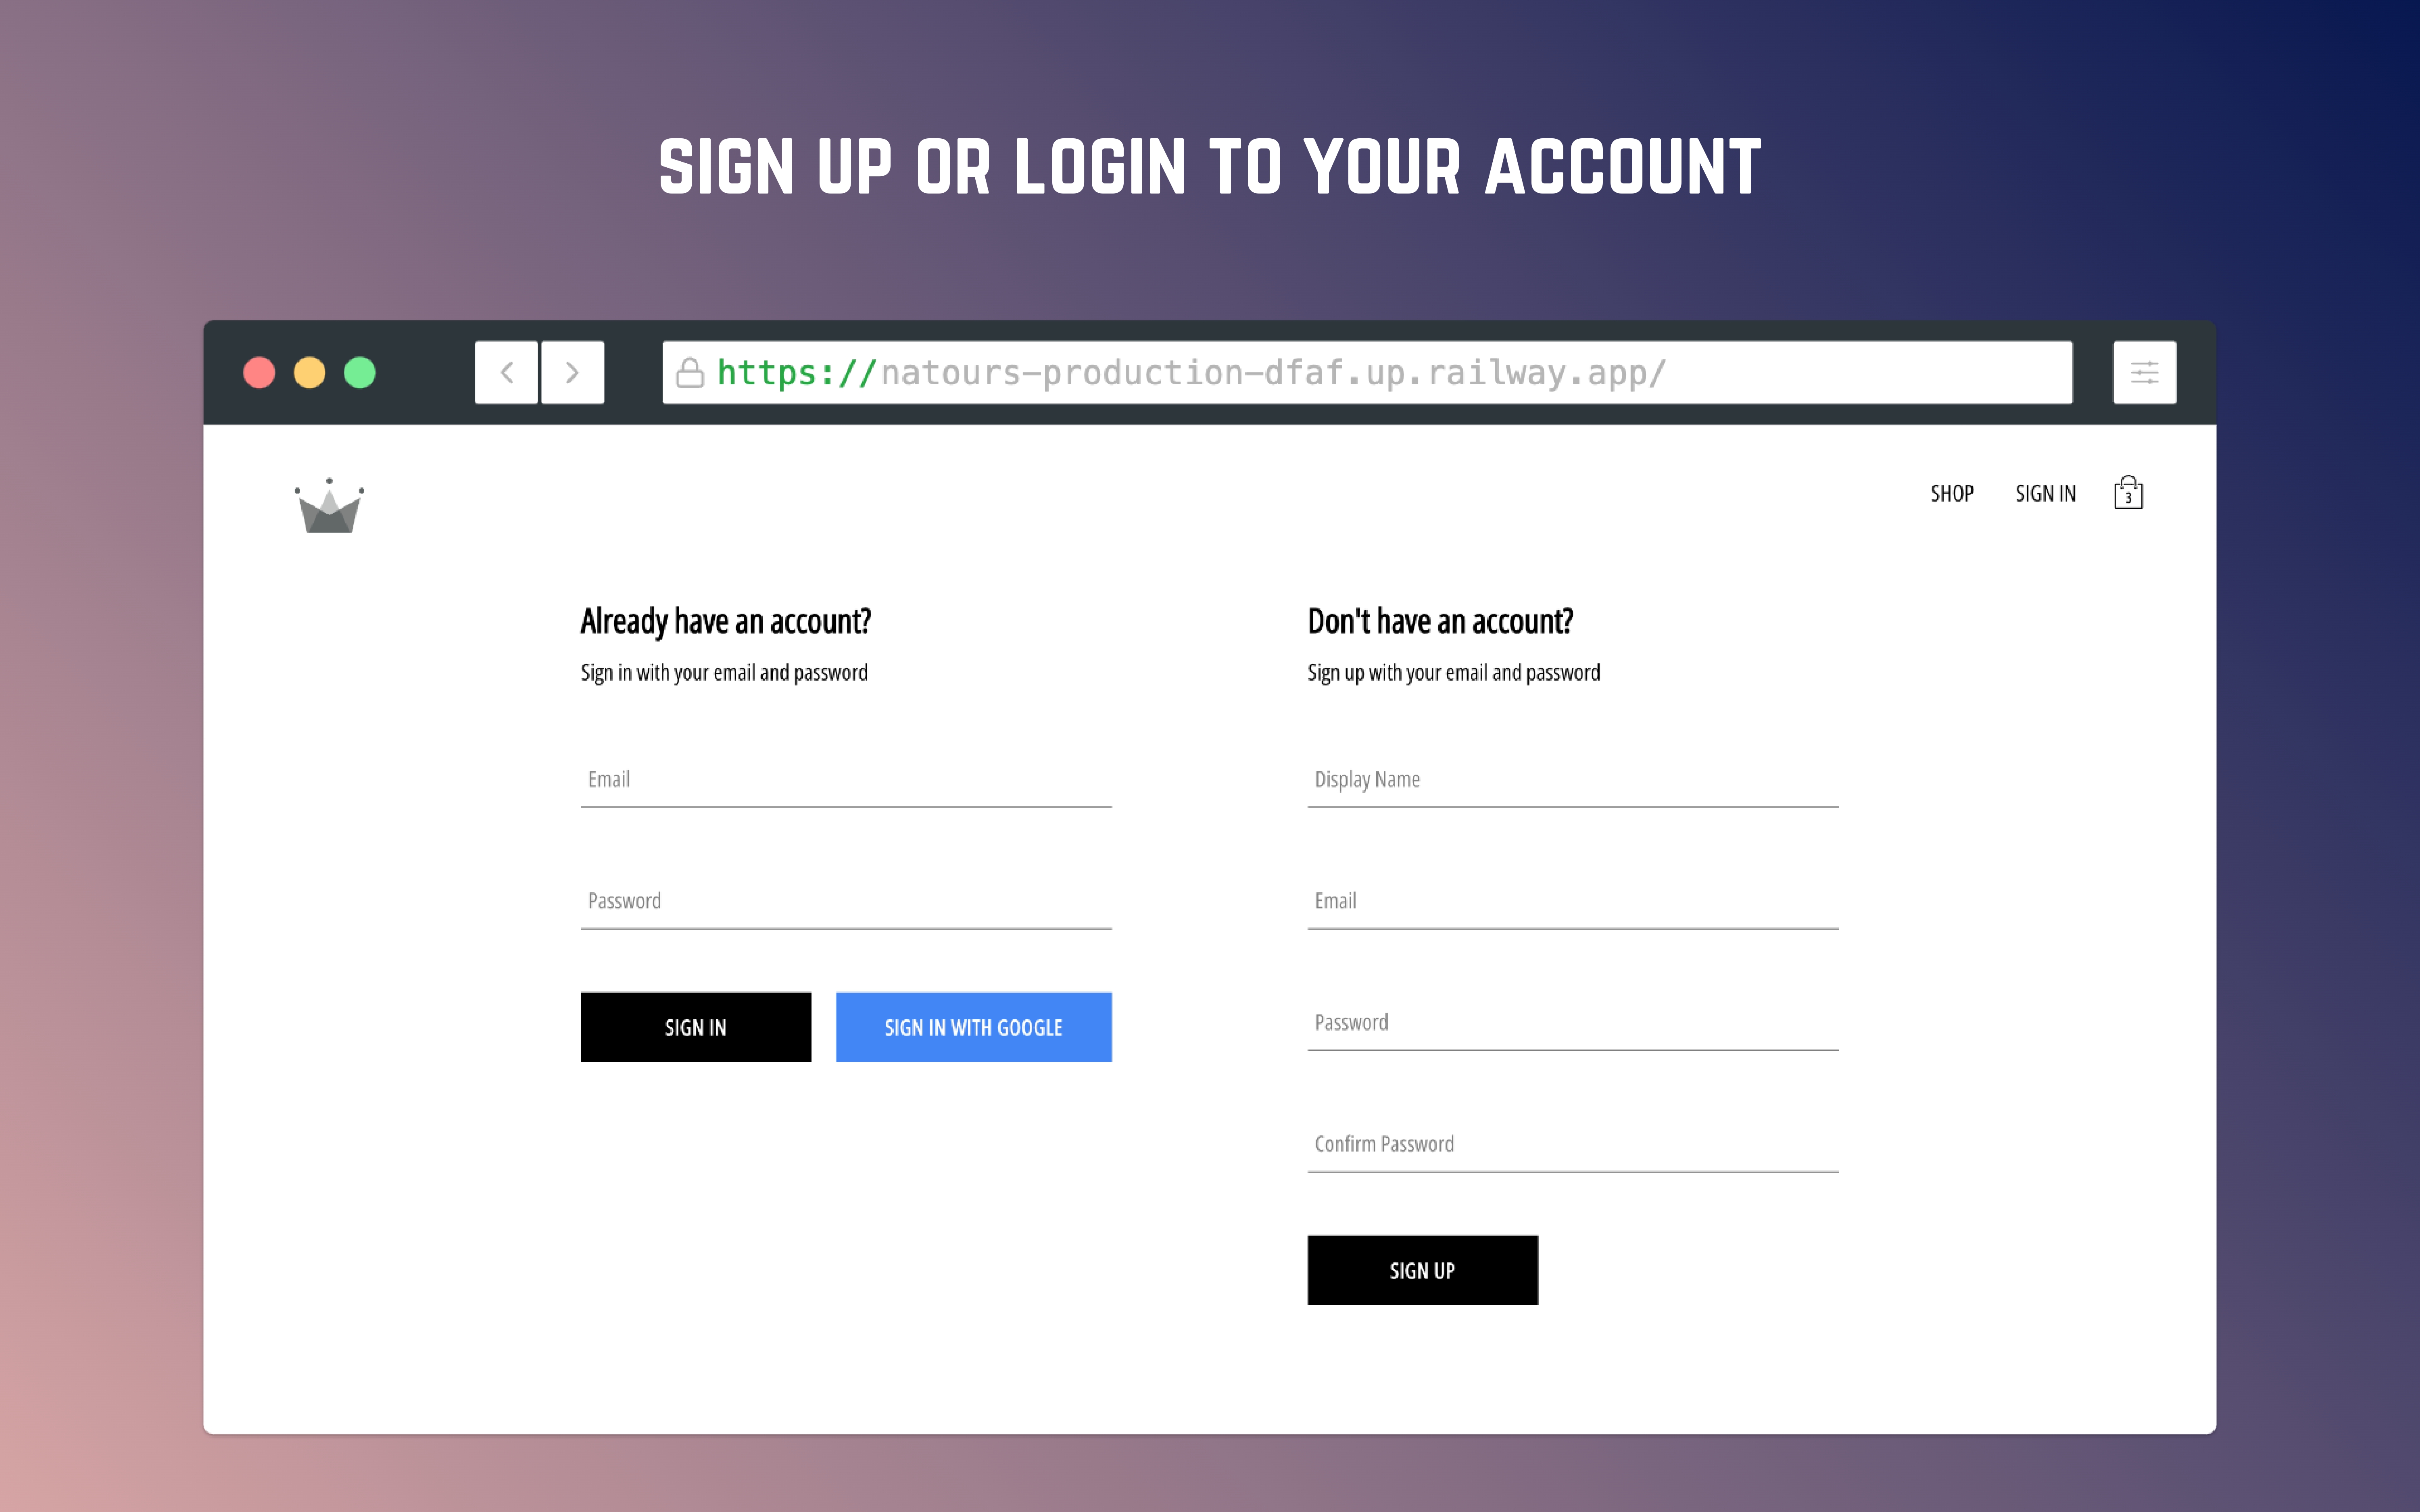 SIGN UP OR LOGIN TO YOUR ACCOUNT
https://natours-production-dfaf.up.railway.app/
SHOP SIGN IN 3
Already have an account?
Sign in with your email and password
Email
Password
SIGN IN SIGN IN WITH GOOGLE
Don't have an account?
Sign up with your email and password
Display Name
Email
Password
Confirm Password
SIGN UP